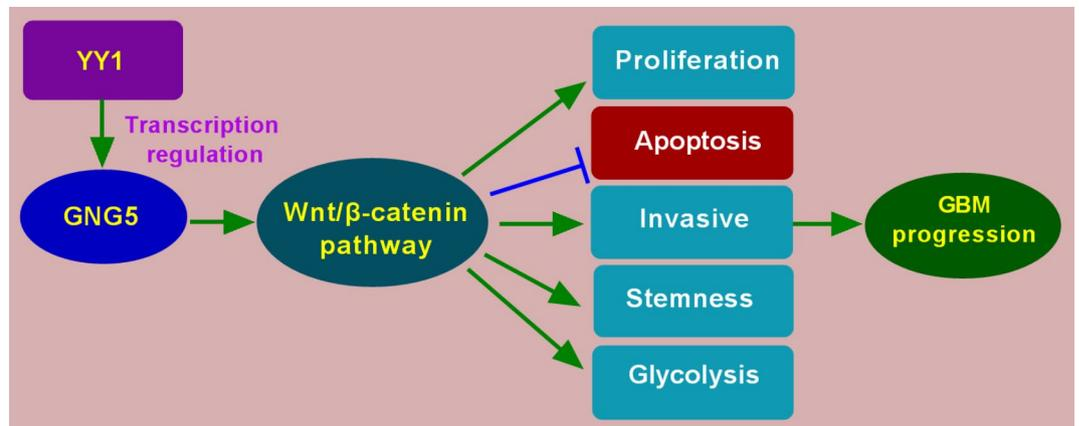 YY1
Transcription
regulation
GNG5
Wnt/β-catenin
pathway
Proliferation
Apoptosis
Invasive
Stemness
Glycolysis
GBM
progression